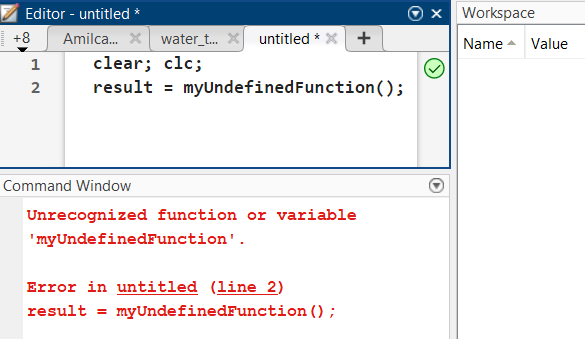 Editor - untitled *
+8 Amilca... water_t... untitled * +
1 clear; clc;
2 result = myUndefinedFunction();
Command Window
Unrecognized function or variable
'myUndefinedFunction'.
Error in untitled (line 2)
result = myUndefinedFunction();
Workspace
Name Value